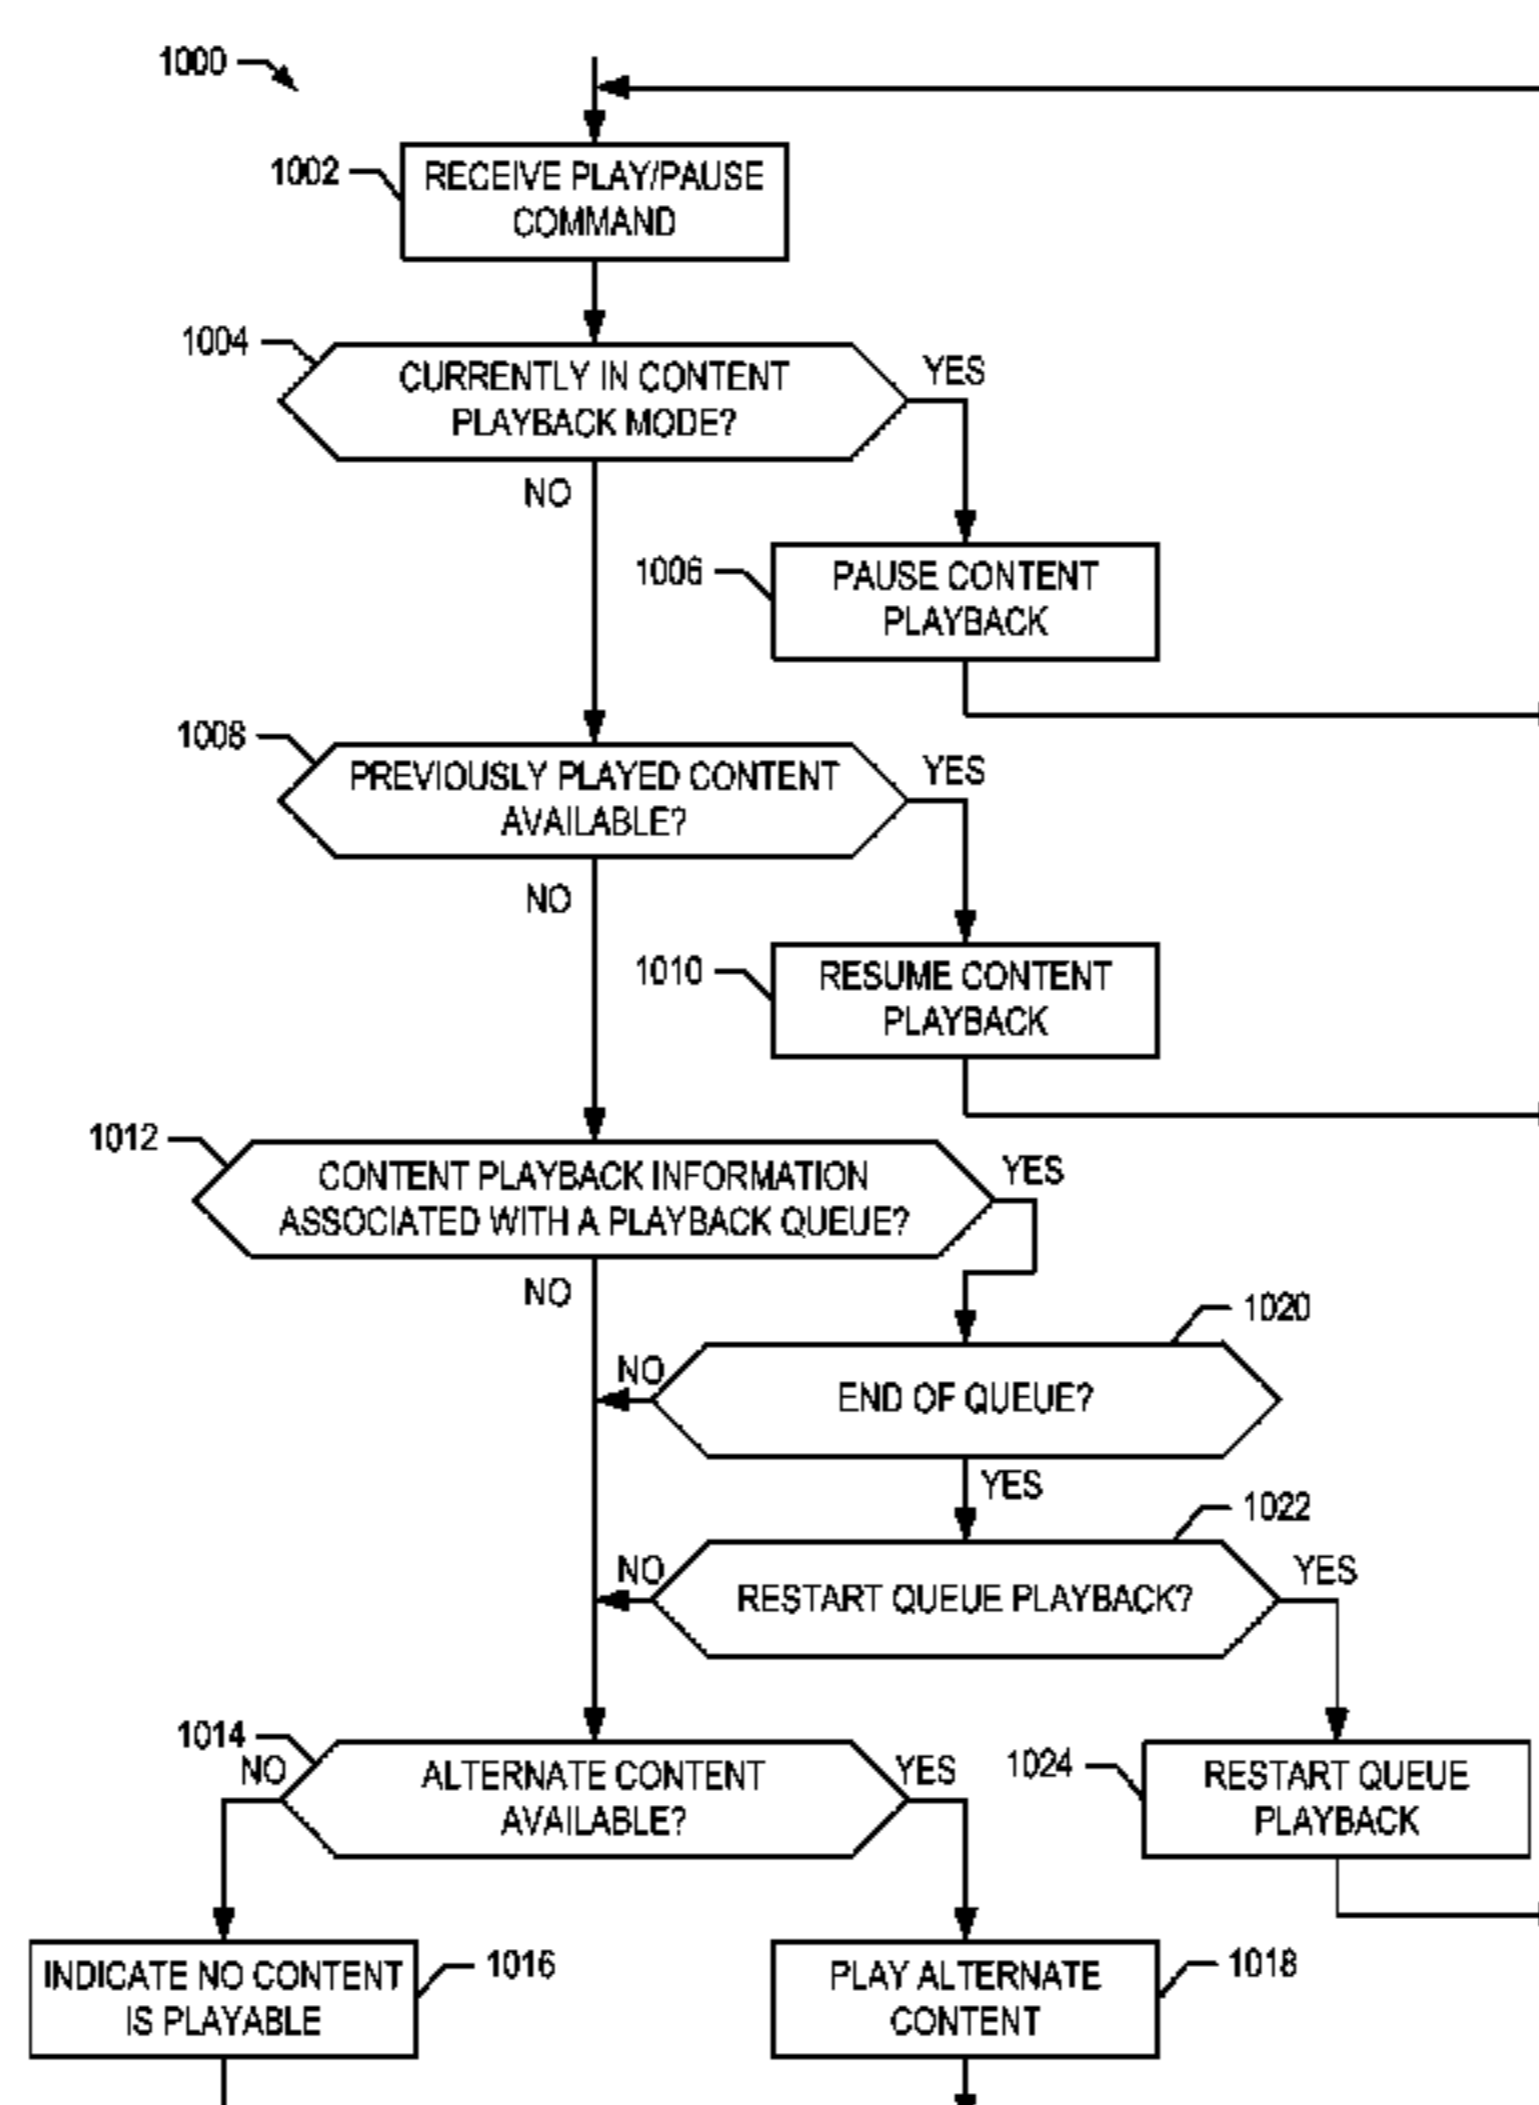 1000
1002
RECEIVE PLAY/PAUSE
COMMAND
1004
CURRENTLY IN CONTENT
PLAYBACK MODE?
YES
NO
1006
PAUSE CONTENT
PLAYBACK
1008
PREVIOUSLY PLAYED CONTENT
AVAILABLE?
YES
NO
1010
RESUME CONTENT
PLAYBACK
1012
CONTENT PLAYBACK INFORMATION
ASSOCIATED WITH A PLAYBACK QUEUE?
YES
NO
1020
NO
END OF QUEUE?
YES
1022
NO
RESTART QUEUE PLAYBACK?
YES
1014
NO
ALTERNATE CONTENT
AVAILABLE?
YES
1024
RESTART QUEUE
PLAYBACK
INDICATE NO CONTENT
IS PLAYABLE
1016
PLAY ALTERNATE
CONTENT
1018